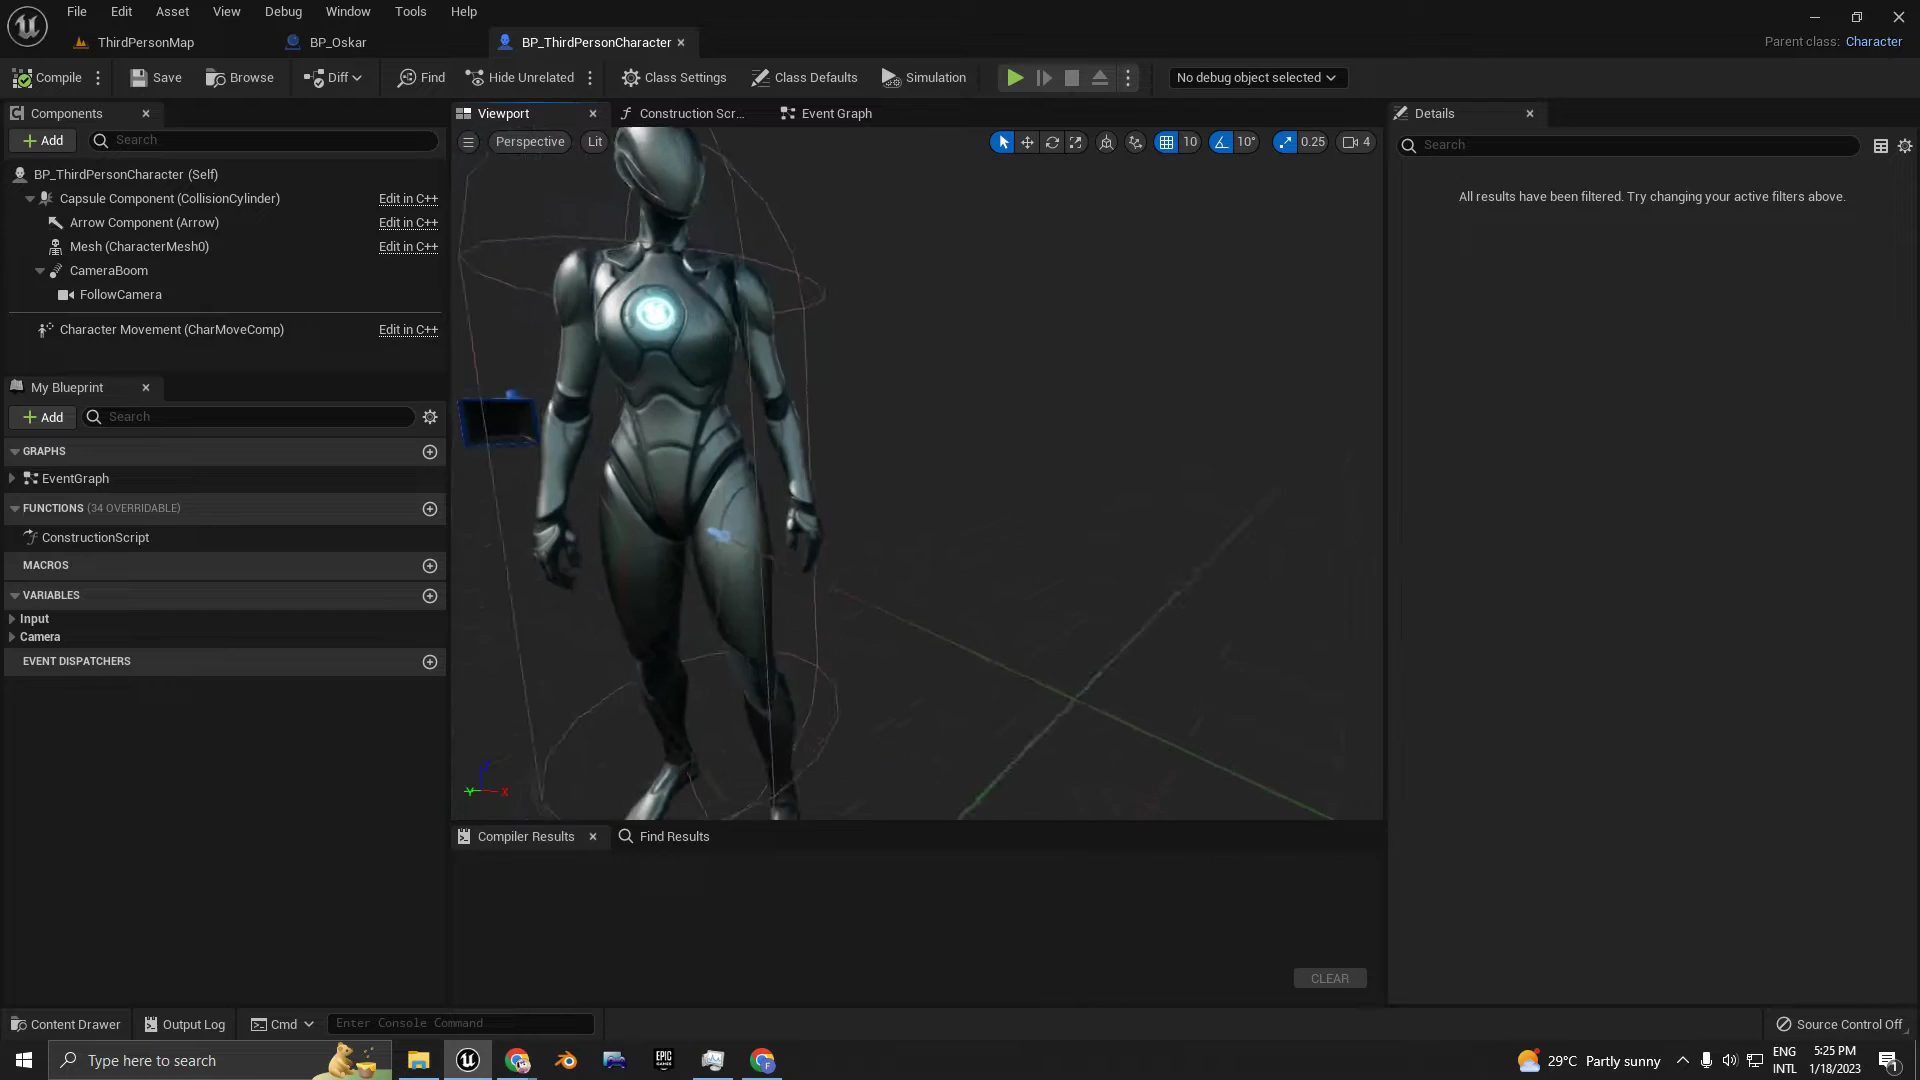 File Edit Asset View Debug Window Tools Help
ThirdPersonMap BP_Oskar BP_ThirdPersonCharacter Parent class: Character
Compile Save Browse Diff Find Hide Unrelated Class Settings Class Defaults Simulation No debug object selected
Components Viewport Construction Scr... Event Graph Details
Add Search Perspective Lit 10 10° 0.25 4 Search
BP_ThirdPersonCharacter (Self)
All results have been filtered. Try changing your active filters above.
Capsule Component (CollisionCylinder) Edit in C++
Arrow Component (Arrow) Edit in C++
Mesh (CharacterMesh0) Edit in C++
CameraBoom
FollowCamera
Character Movement (CharMoveComp) Edit in C++
My Blueprint
Add Search
GRAPHS
EventGraph
FUNCTIONS (34 OVERRIDABLE)
ConstructionScript
MACROS
VARIABLES
Input
Camera
EVENT DISPATCHERS
Z
Y X
Compiler Results Find Results
CLEAR
Content Drawer Output Log Cmd Enter Console Command Source Control Off
Type here to search EPIC GAMES F 29°C Partly sunny ENG 5:25 PM
INTL 1/18/2023 1